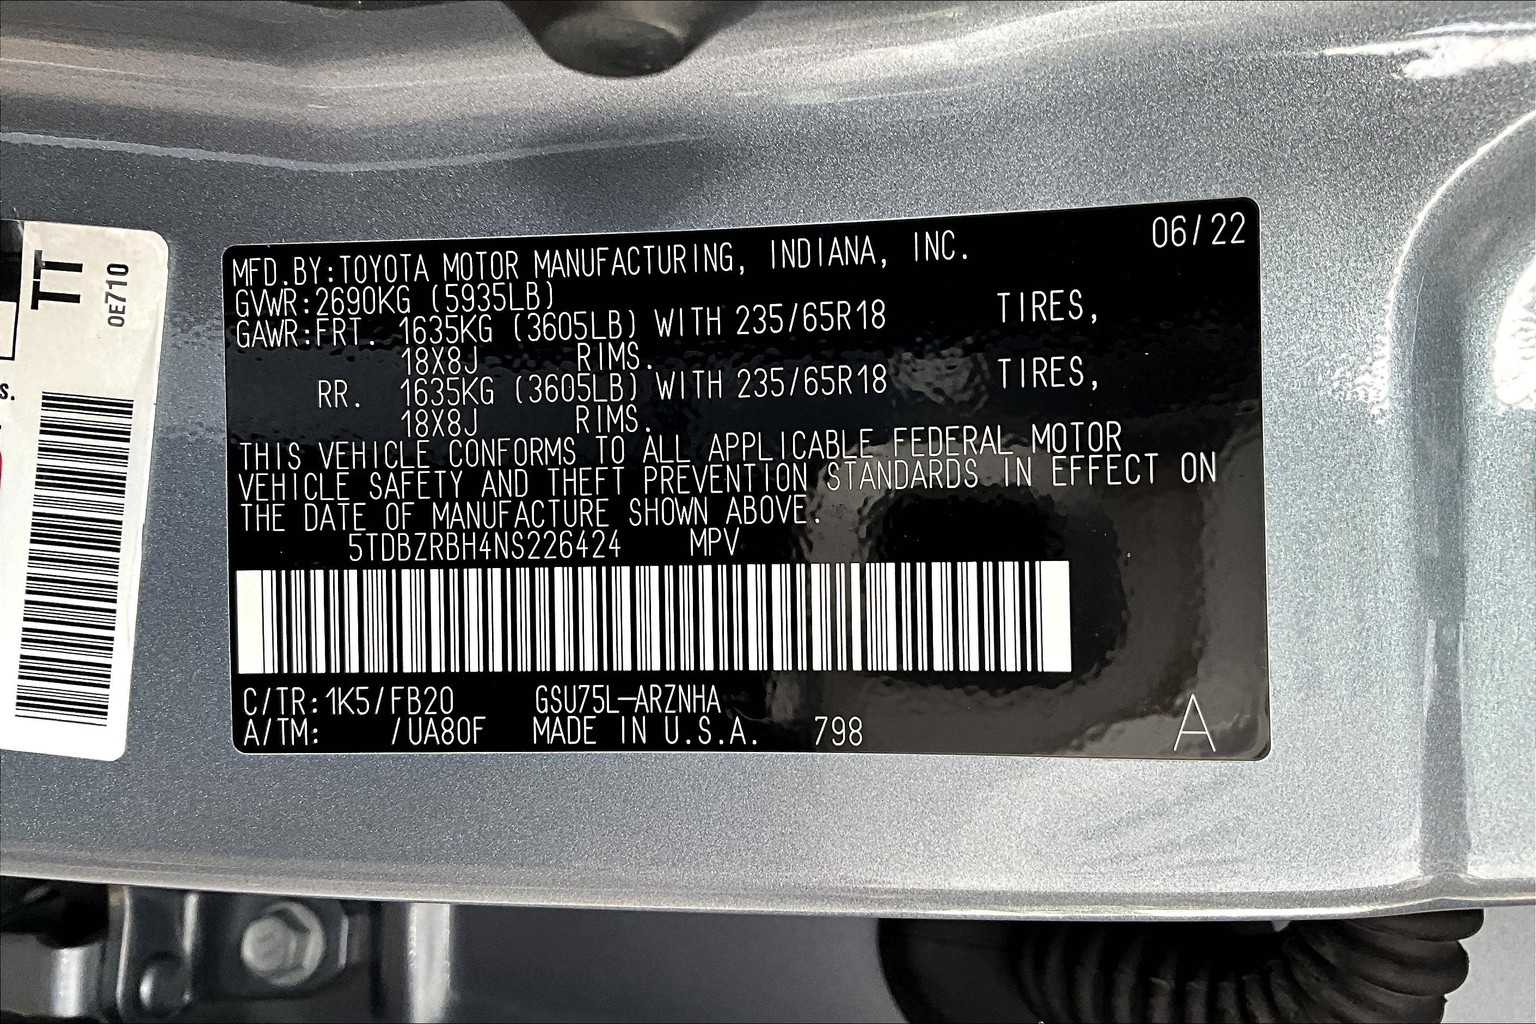 TT
0E710
s.
MFD.BY:TOYOTA MOTOR MANUFACTURING, INDIANA, INC. 06/22
GVWR:2690KG (5935LB)
GAWR:FRT. 1635KG (3605LB) WITH 235/65R18 TIRES,
18X8J RIMS.
RR. 1635KG (3605LB) WITH 235/65R18 TIRES,
18X8J RIMS.
THIS VEHICLE CONFORMS TO ALL APPLICABLE FEDERAL MOTOR
VEHICLE SAFETY AND THEFT PREVENTION STANDARDS IN EFFECT ON
THE DATE OF MANUFACTURE SHOWN ABOVE.
5TDBZRBH4NS226424 MPV
C/TR:1K5/FB20 GSU75L-ARZNHA
A/TM: /UA80F MADE IN U.S.A. 798 A